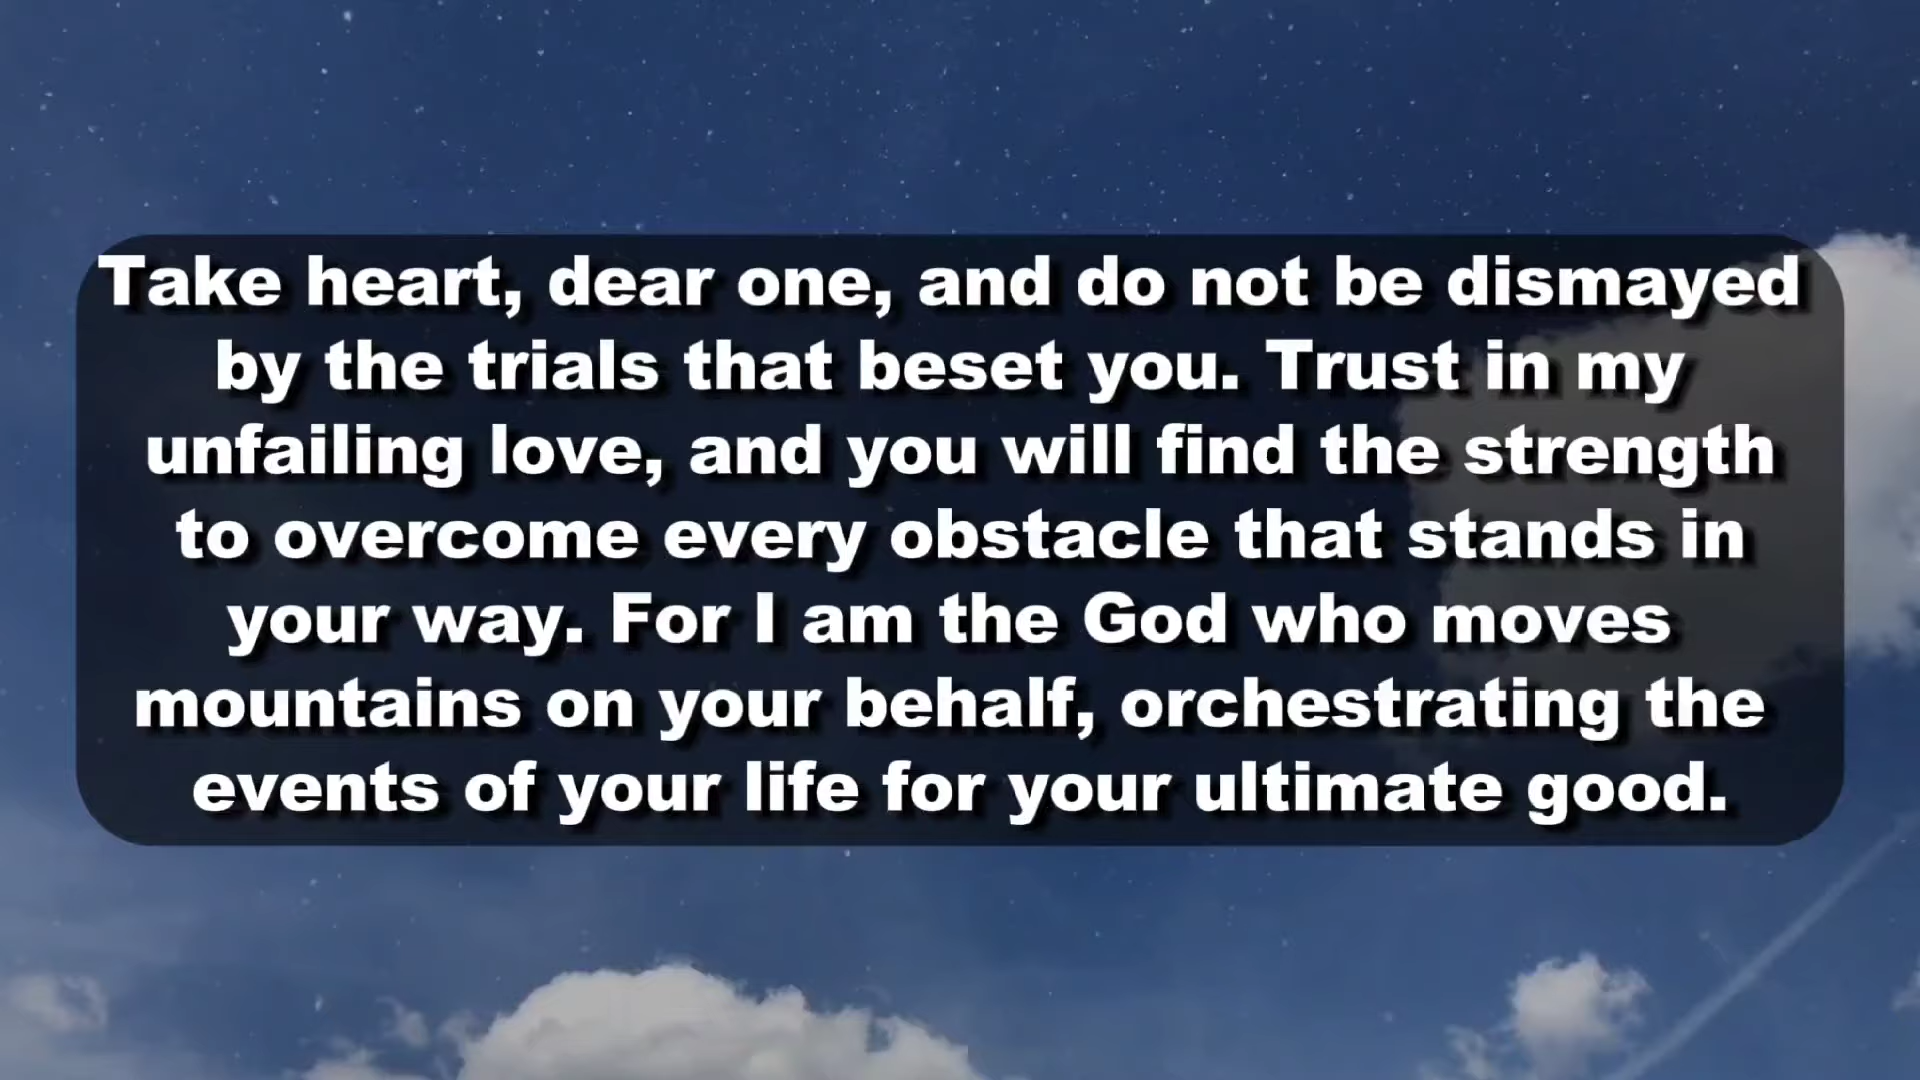 Take heart, dear one, and do not be dismayed
by the trials that beset you. Trust in my
unfailing love, and you will find the strength
to overcome every obstacle that stands in
your way. For I am the God who moves
mountains on your behalf, orchestrating the
events of your life for your ultimate good.